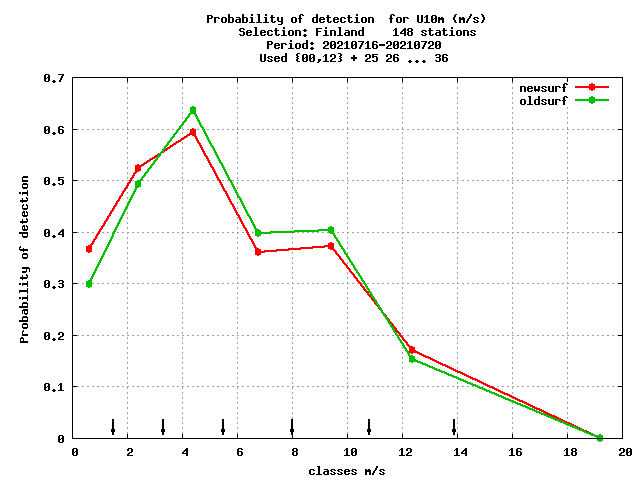 Probability of detection  for U10m (m/s)
Selection: Finland    148 stations
Period: 20210716-20210720
Used {00,12} + 25 26 ... 36
0.7
0.6
0.5
0.4
0.3
0.2
0.1
0
Probability of detection
newsurf
oldsurf
0 2 4 6 8 10 12 14 16 18 20
classes m/s